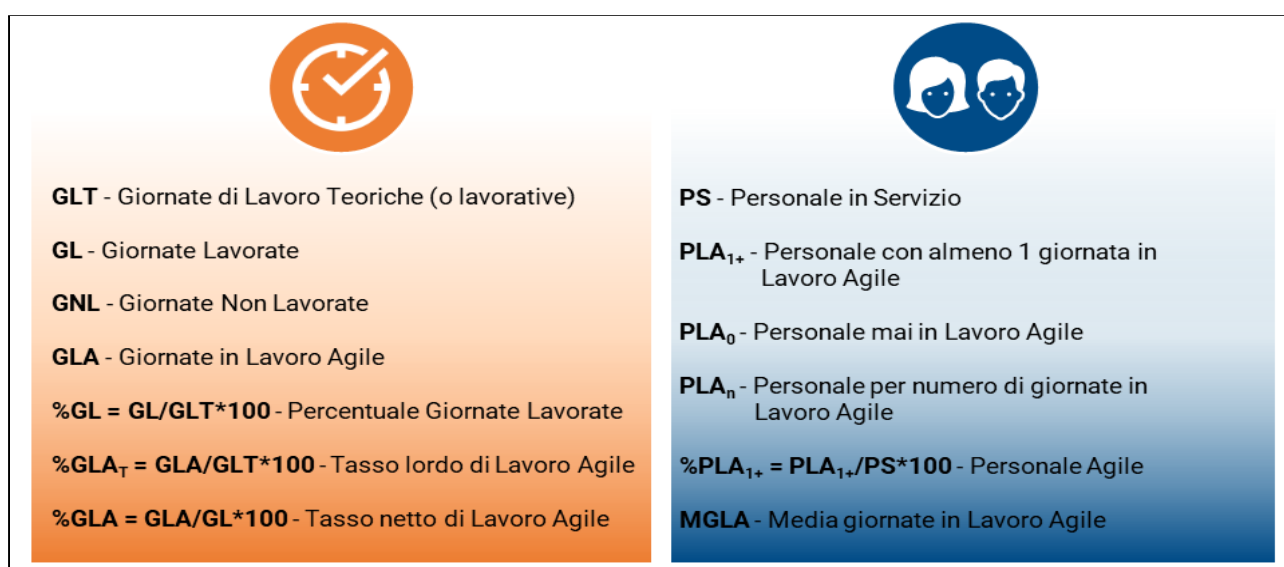 GLT - Giornate di Lavoro Teoriche (o lavorative)
GL - Giornate Lavorate
GNL - Giornate Non Lavorate
GLA - Giornate in Lavoro Agile
%GL = GL/GLT*100 - Percentuale Giornate Lavorate
%GLA_T = GLA/GLT*100 - Tasso lordo di Lavoro Agile
%GLA = GLA/GL*100 - Tasso netto di Lavoro Agile
PS - Personale in Servizio
PLA₁₊ - Personale con almeno 1 giornata in
Lavoro Agile
PLA₀ - Personale mai in Lavoro Agile
PLAₙ - Personale per numero di giornate in
Lavoro Agile
%PLA₁₊ = PLA₁₊/PS*100 - Personale Agile
MGLA - Media giornate in Lavoro Agile